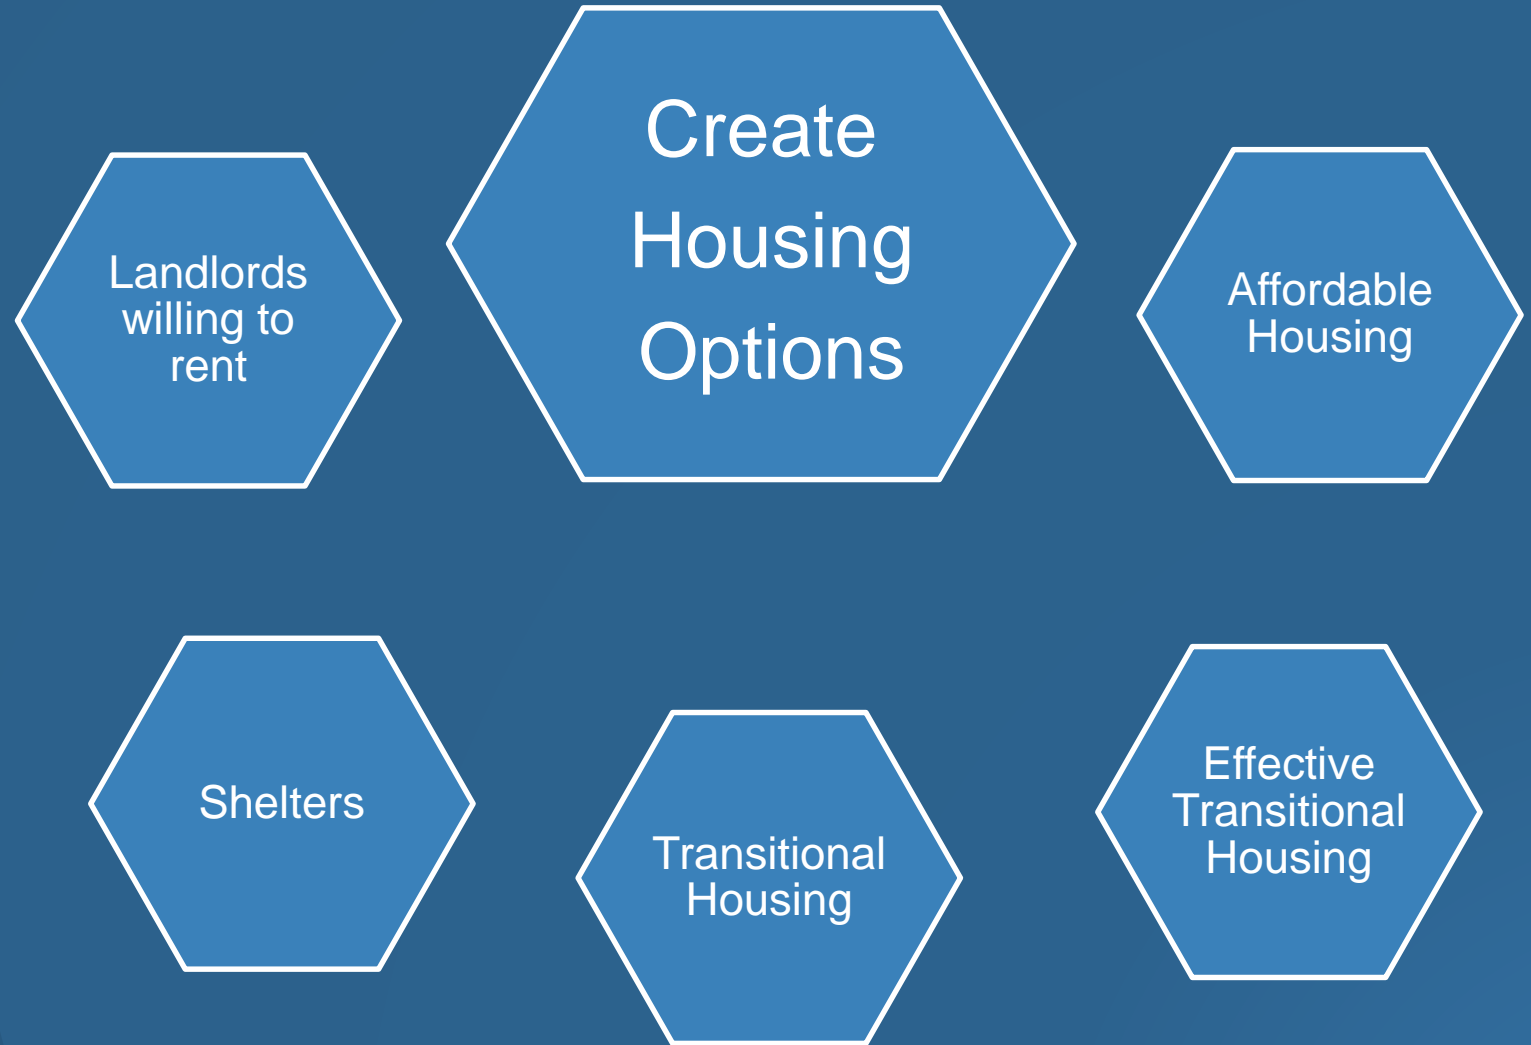 Create
Housing
Options
Landlords
willing to
rent
Affordable
Housing
Shelters
Transitional
Housing
Effective
Transitional
Housing